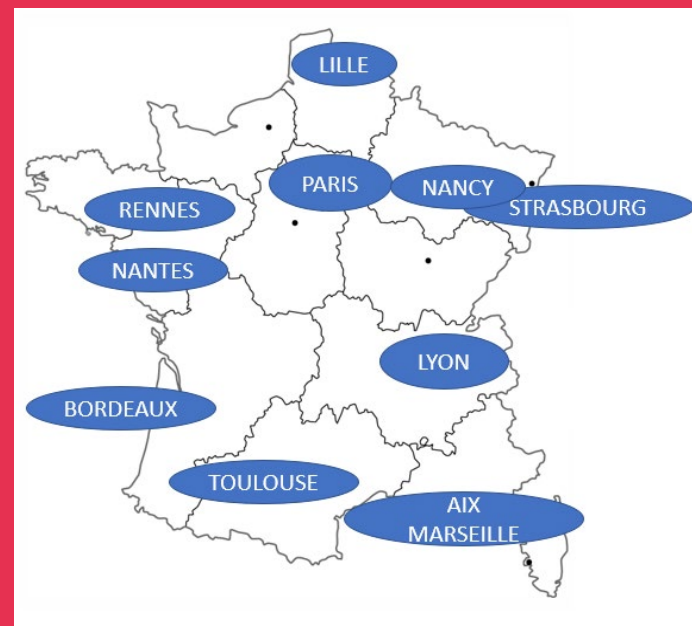 LILLE
PARIS
NANCY
STRASBOURG
RENNES
NANTES
LYON
BORDEAUX
TOULOUSE
AIX
MARSEILLE